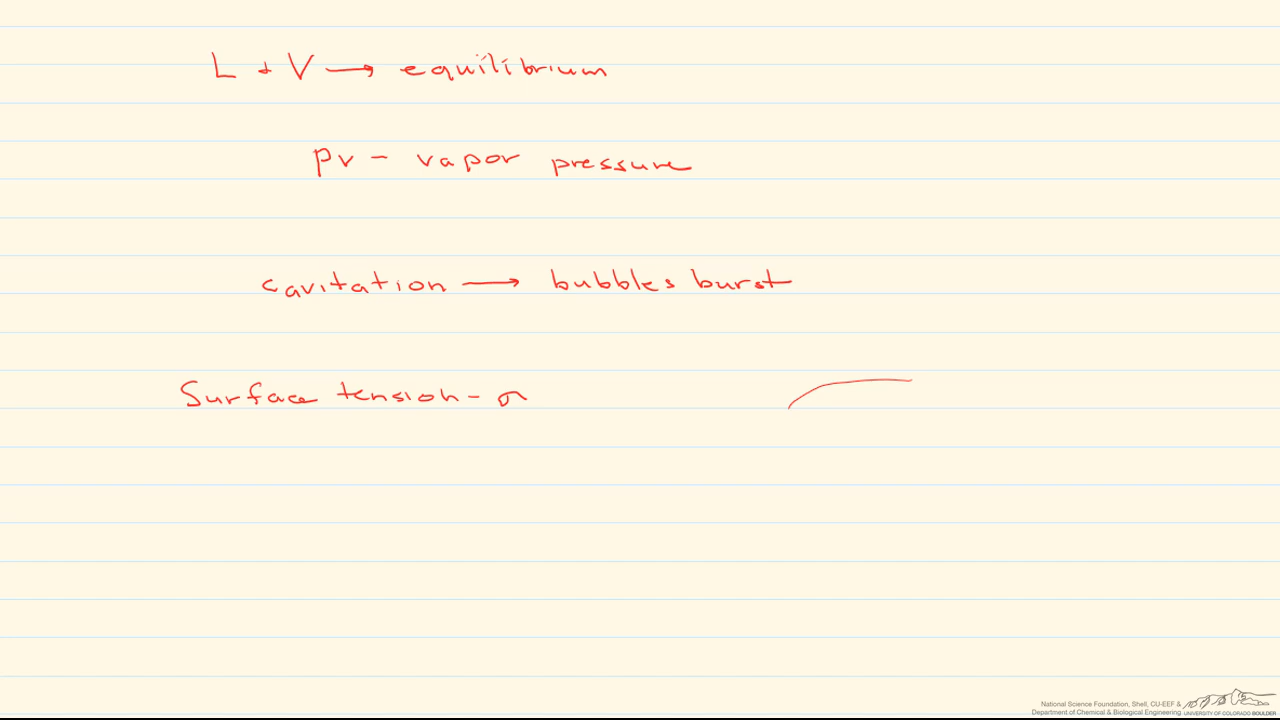 L + V → equilibrium
Pv - vapor pressure
cavitation → bubbles burst
Surface tension - σ
National Science Foundation, Shell, CU-EEF &
Department of Chemical & Biological Engineering UNIVERSITY OF COLORADO BOULDER